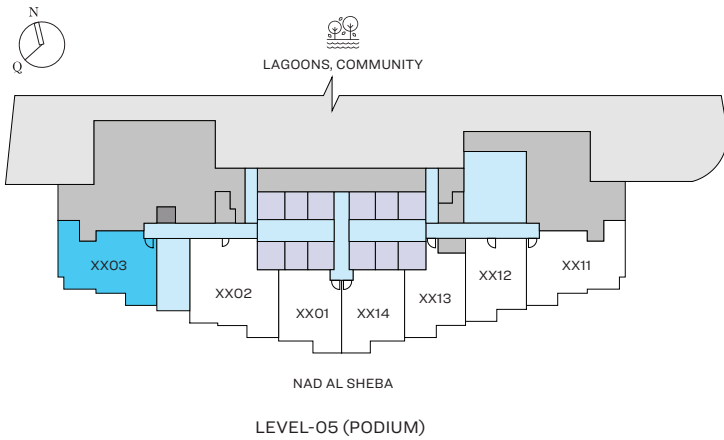 N
Q
LAGOONS, COMMUNITY
XX03
XX02
XX01
XX14
XX13
XX12
XX11
NAD AL SHEBA
LEVEL-05 (PODIUM)